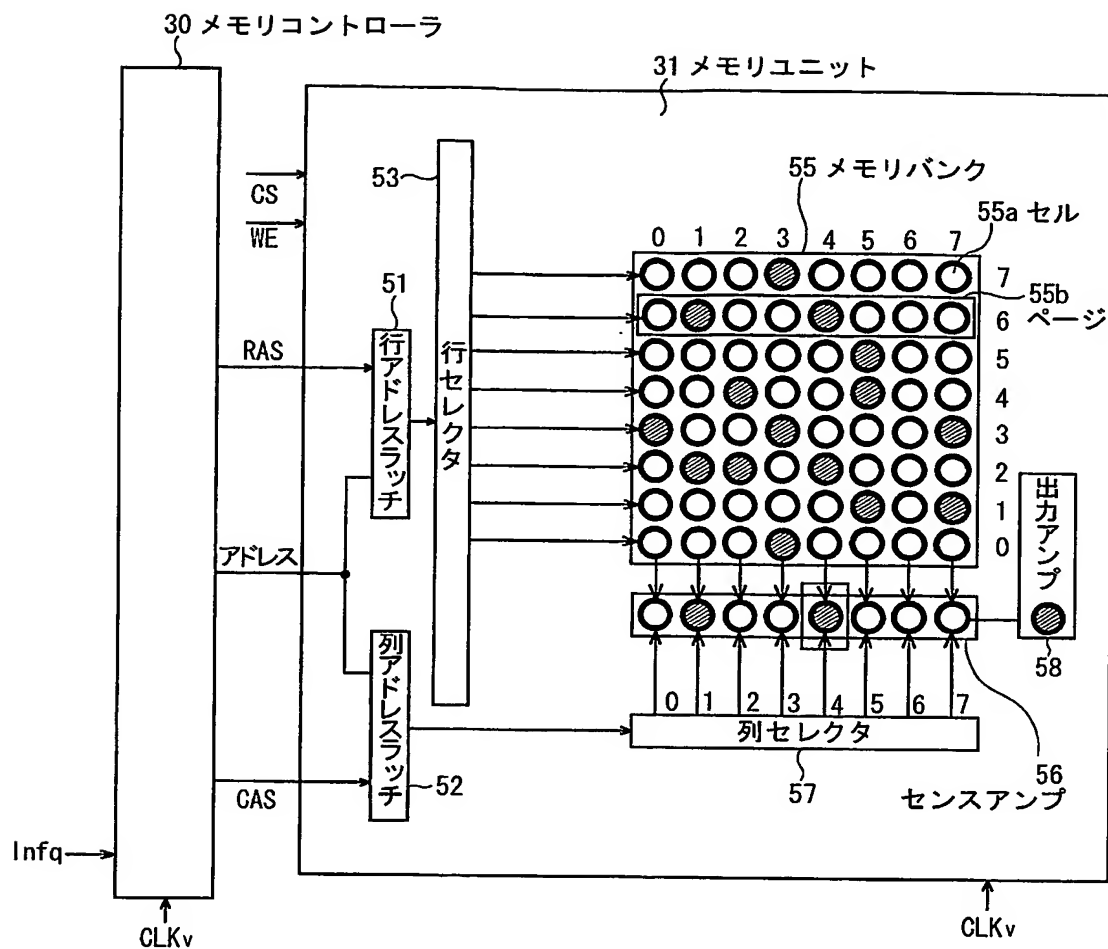 30 メモリコントローラ
31 メモリユニット
CS
WE
53
55 メモリバンク
55a セル
0 1 2 3 4 5 6 7
7
55b
ページ
6
51
5
RAS
行アドレスラッチ
行セレクタ
4
3
2
出力アンプ
1
0
アドレス
58
列アドレスラッチ
0 1 2 3 4 5 6 7
列セレクタ
52
57
56
センスアンプ
CAS
Infq
CLKv
CLKv